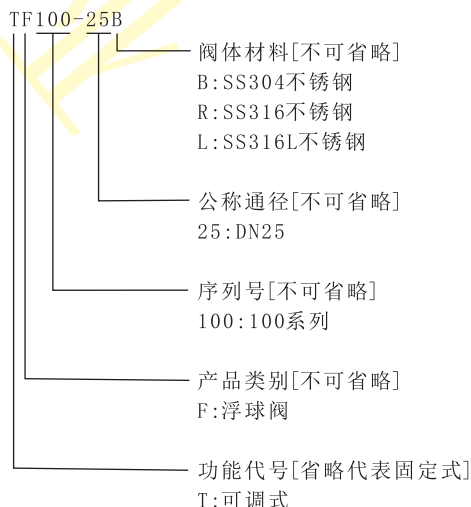 TF100-25B
阀体材料[不可省略]
B:SS304不锈钢
R:SS316不锈钢
L:SS316L不锈钢
公称通径[不可省略]
25:DN25
序列号[不可省略]
100:100系列
产品类别[不可省略]
F:浮球阀
功能代号[省略代表固定式]
T:可调式